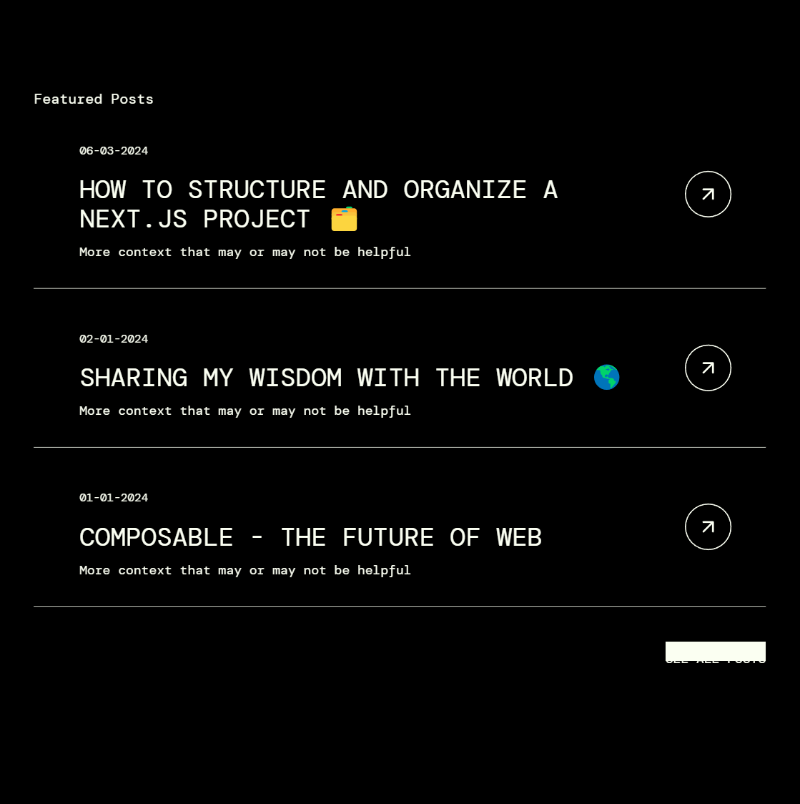 Featured Posts
06-03-2024
HOW TO STRUCTURE AND ORGANIZE A
NEXT.JS PROJECT 🗂️
More context that may or may not be helpful
02-01-2024
SHARING MY WISDOM WITH THE WORLD 🌎
More context that may or may not be helpful
01-01-2024
COMPOSABLE - THE FUTURE OF WEB
More context that may or may not be helpful
SEE ALL POSTS